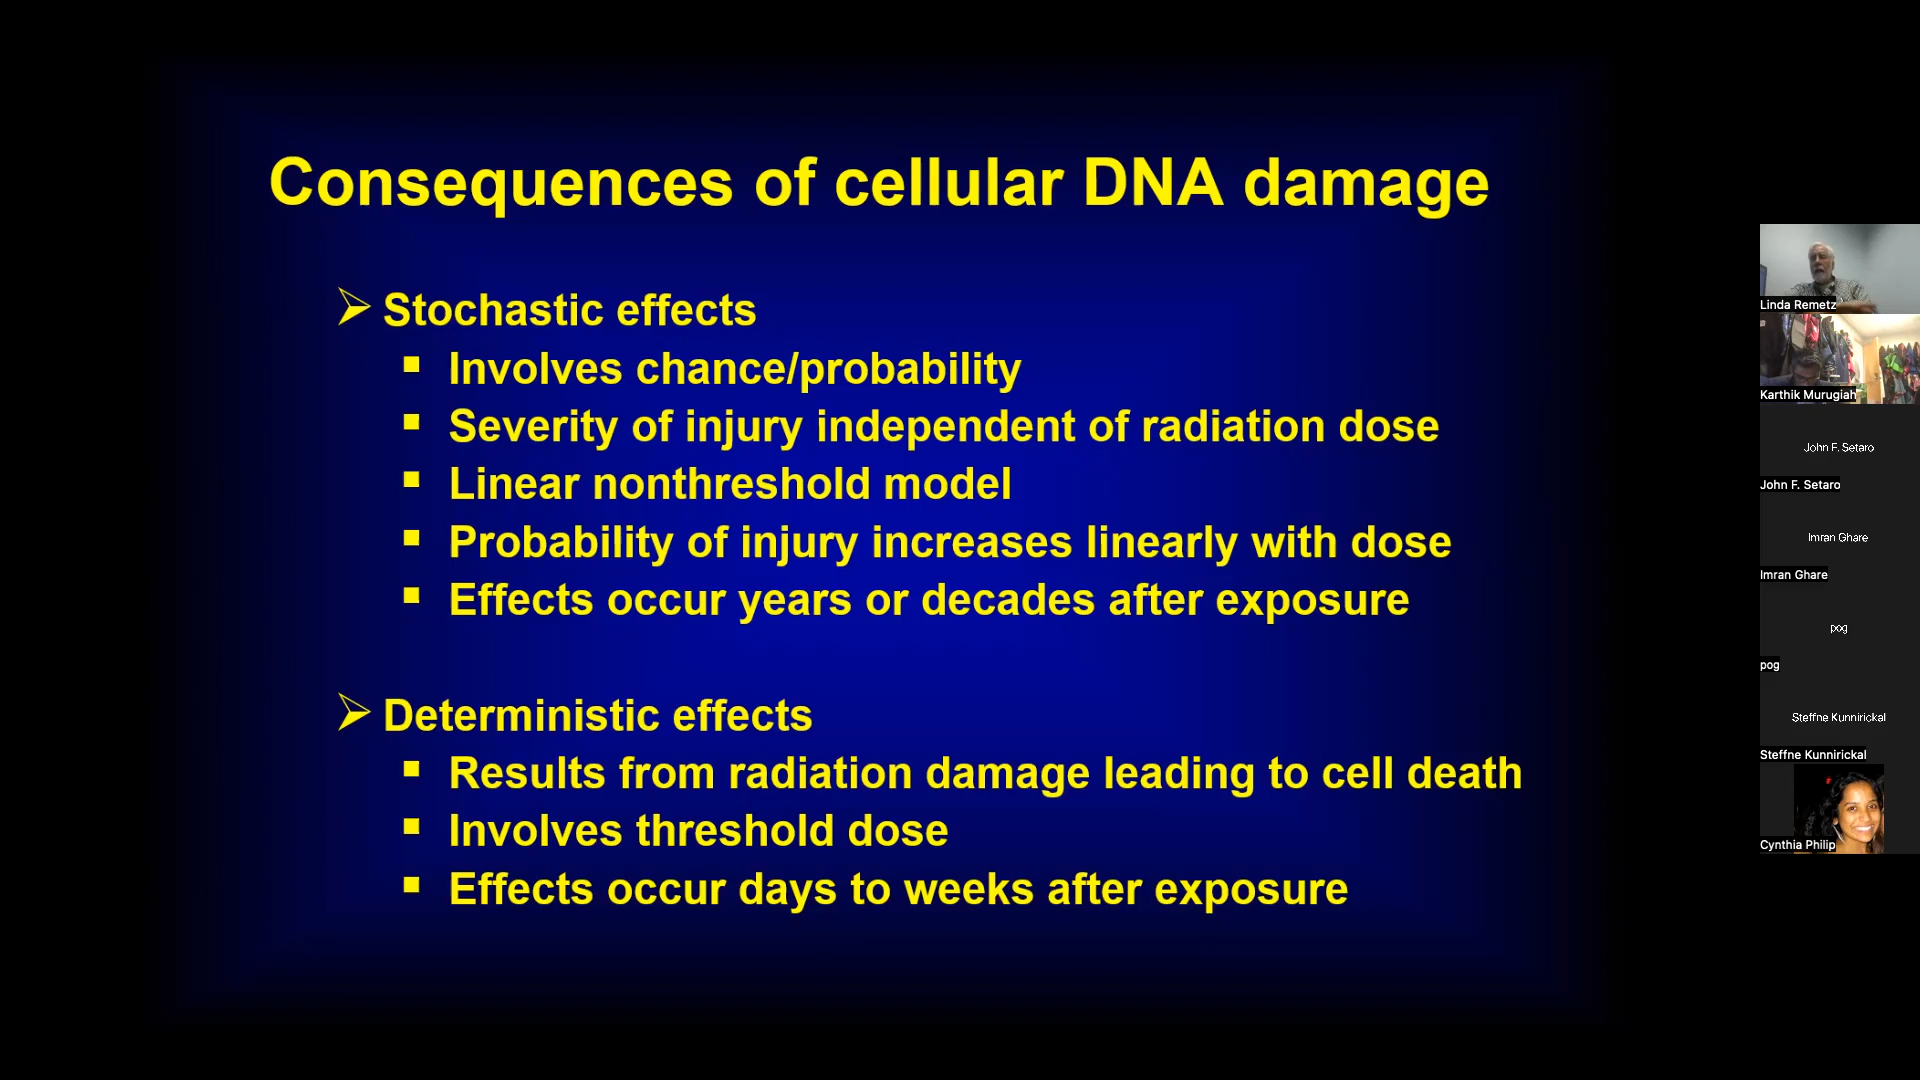 Consequences of cellular DNA damage
Stochastic effects
Involves chance/probability
Severity of injury independent of radiation dose
Linear nonthreshold model
Probability of injury increases linearly with dose
Effects occur years or decades after exposure
Deterministic effects
Results from radiation damage leading to cell death
Involves threshold dose
Effects occur days to weeks after exposure
Linda Remetz
Karthik Murugiah
John F. Setaro
John F. Setaro
Imran Ghare
Imran Ghare
pog
pog
Steffne Kunnirickal
Steffne Kunnirickal
Cynthia Philip